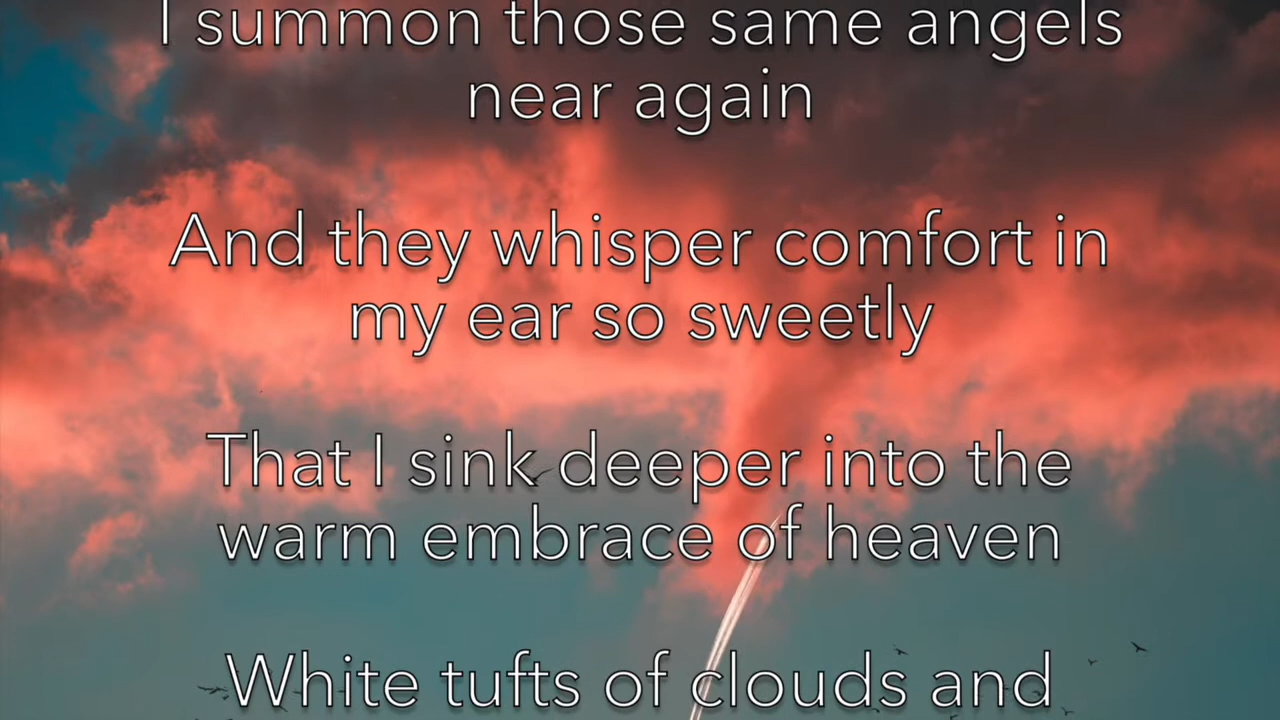 I summon those same angels
near again
And they whisper comfort in
my ear so sweetly
That I sink deeper into the
warm embrace of heaven
White tufts of clouds and